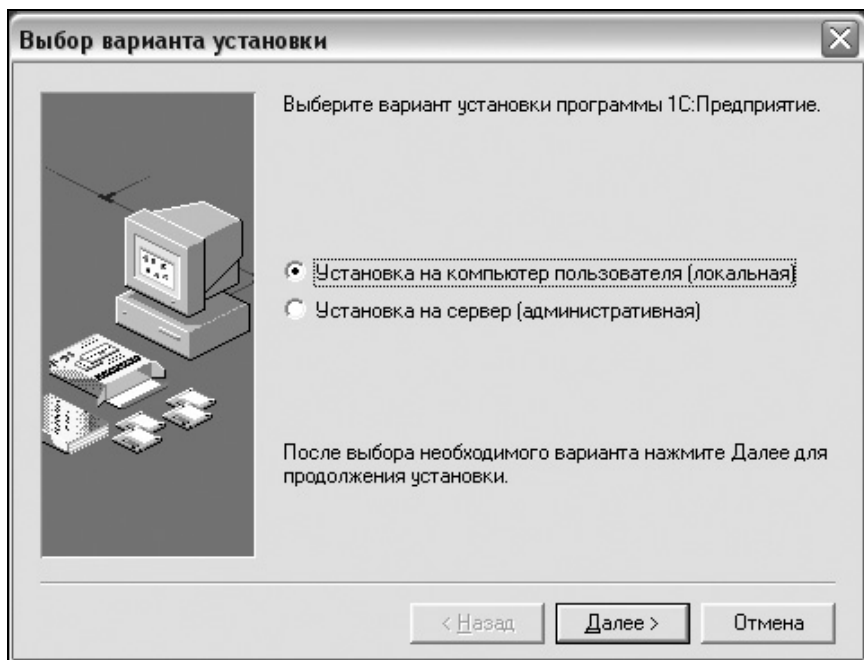 Выбор варианта установки
Выберите вариант установки программы 1С:Предприятие.
Установка на компьютер пользователя (локальная)
Установка на сервер (административная)
После выбора необходимого варианта нажмите Далее для
продолжения установки.
< Назад
Далее >
Отмена